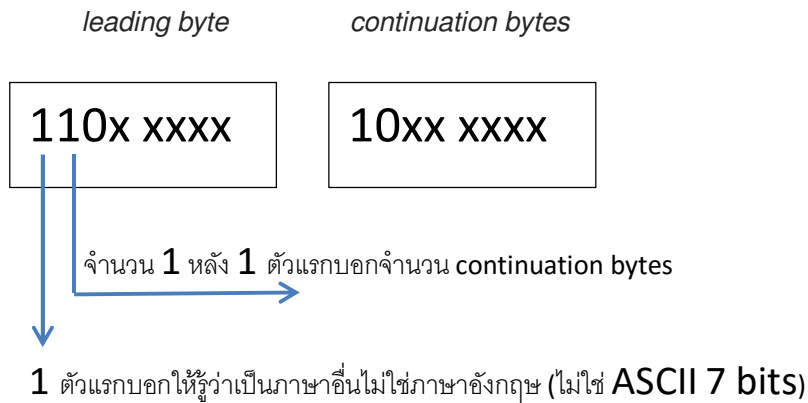 leading byte continuation bytes
110x xxxx 10xx xxxx
จำนวน 1 หลัง 1 ตัวแรกบอกจำนวน continuation bytes
1 ตัวแรกบอกให้รู้ว่าเป็นภาษาอื่นไม่ใช่ภาษาอังกฤษ (ไม่ใช่ ASCII 7 bits)